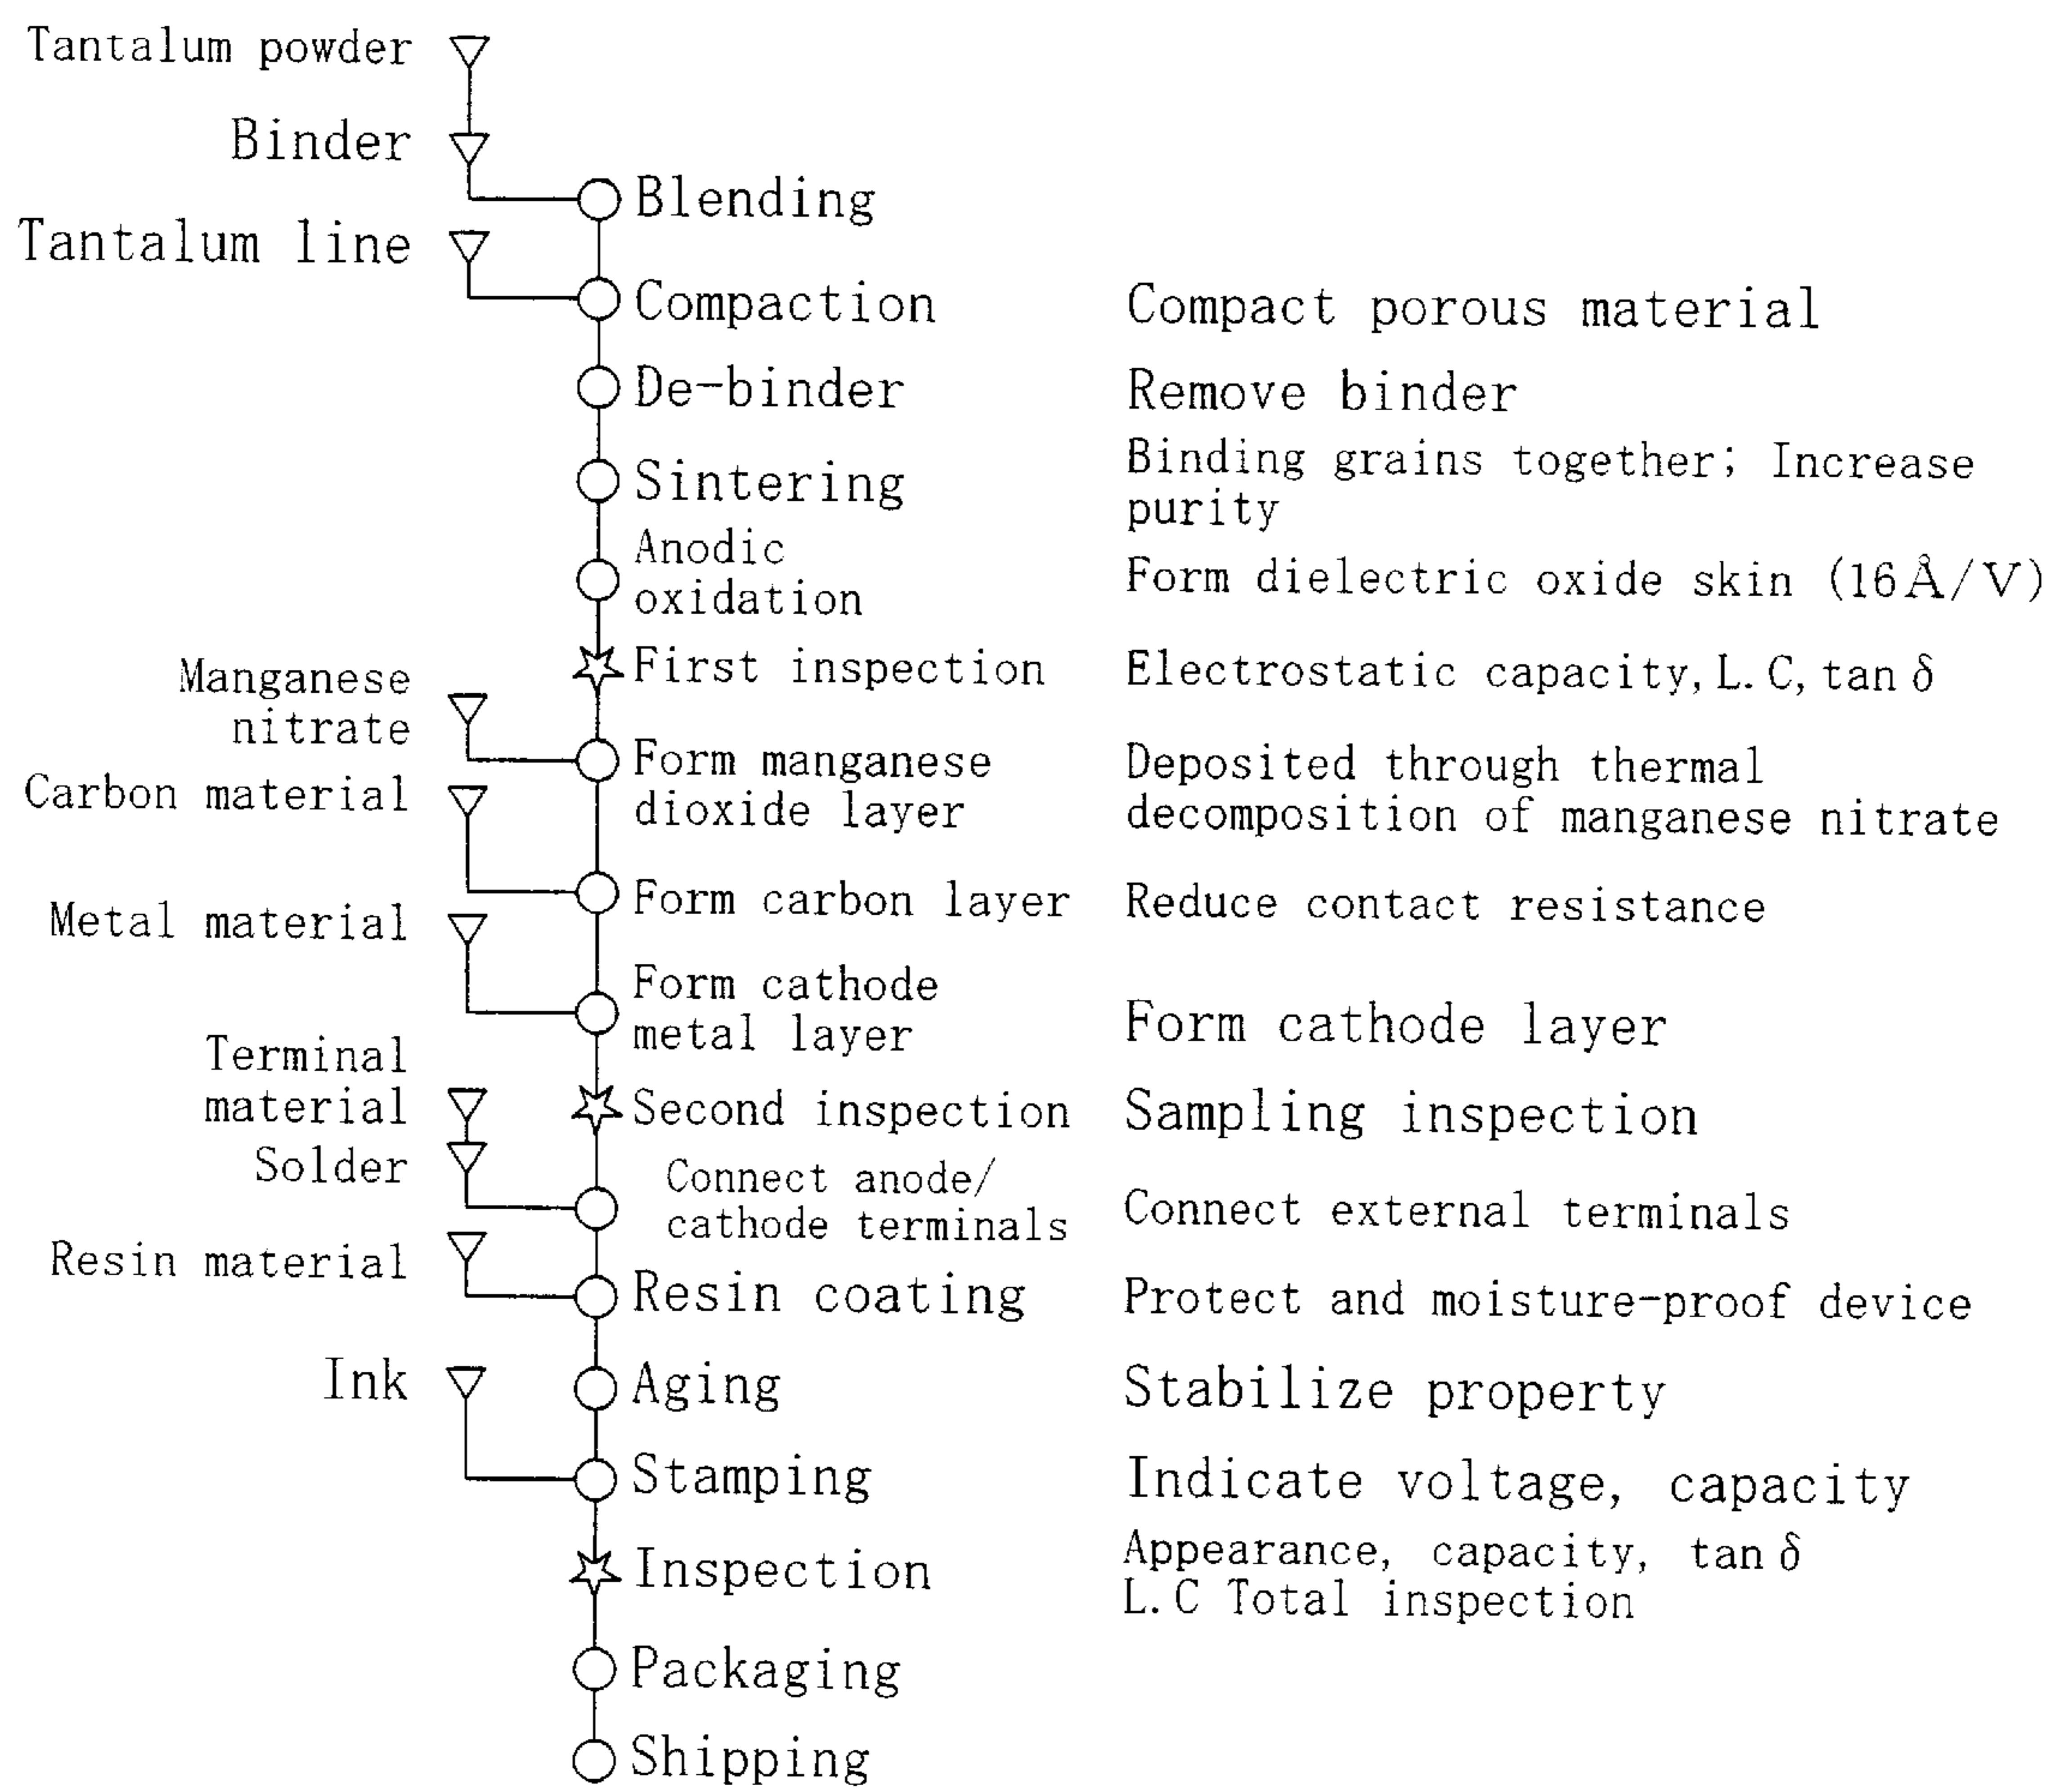 Tantalum powder
Binder
Blending
Tantalum line
Compaction
Compact porous material
De-binder
Remove binder
Sintering
Binding grains together; Increase
purity
Anodic
oxidation
Form dielectric oxide skin (16Å/V)
First inspection
Electrostatic capacity, L.C, tan δ
Manganese
nitrate
Form manganese
dioxide layer
Deposited through thermal
decomposition of manganese nitrate
Carbon material
Form carbon layer
Reduce contact resistance
Metal material
Form cathode
metal layer
Form cathode layer
Terminal
material
Second inspection
Sampling inspection
Solder
Connect anode/
cathode terminals
Connect external terminals
Resin material
Resin coating
Protect and moisture-proof device
Ink
Aging
Stabilize property
Stamping
Indicate voltage, capacity
Inspection
Appearance, capacity, tan δ
L.C Total inspection
Packaging
Shipping